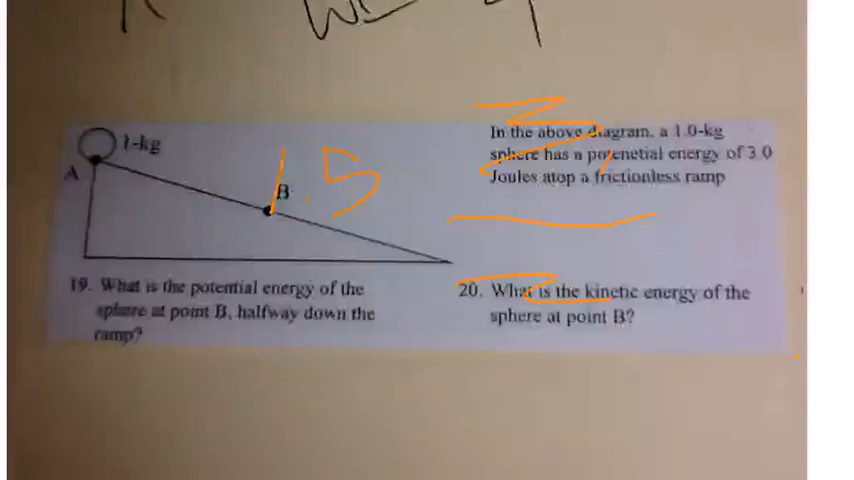 1-kg
A
B
1.5
In the above diagram, a 1.0-kg
sphere has a potenetial energy of 3.0
Joules atop a frictionless ramp
19. What is the potential energy of the
sphere at point B, halfway down the
ramp?
20. What is the kinetic energy of the
sphere at point B?